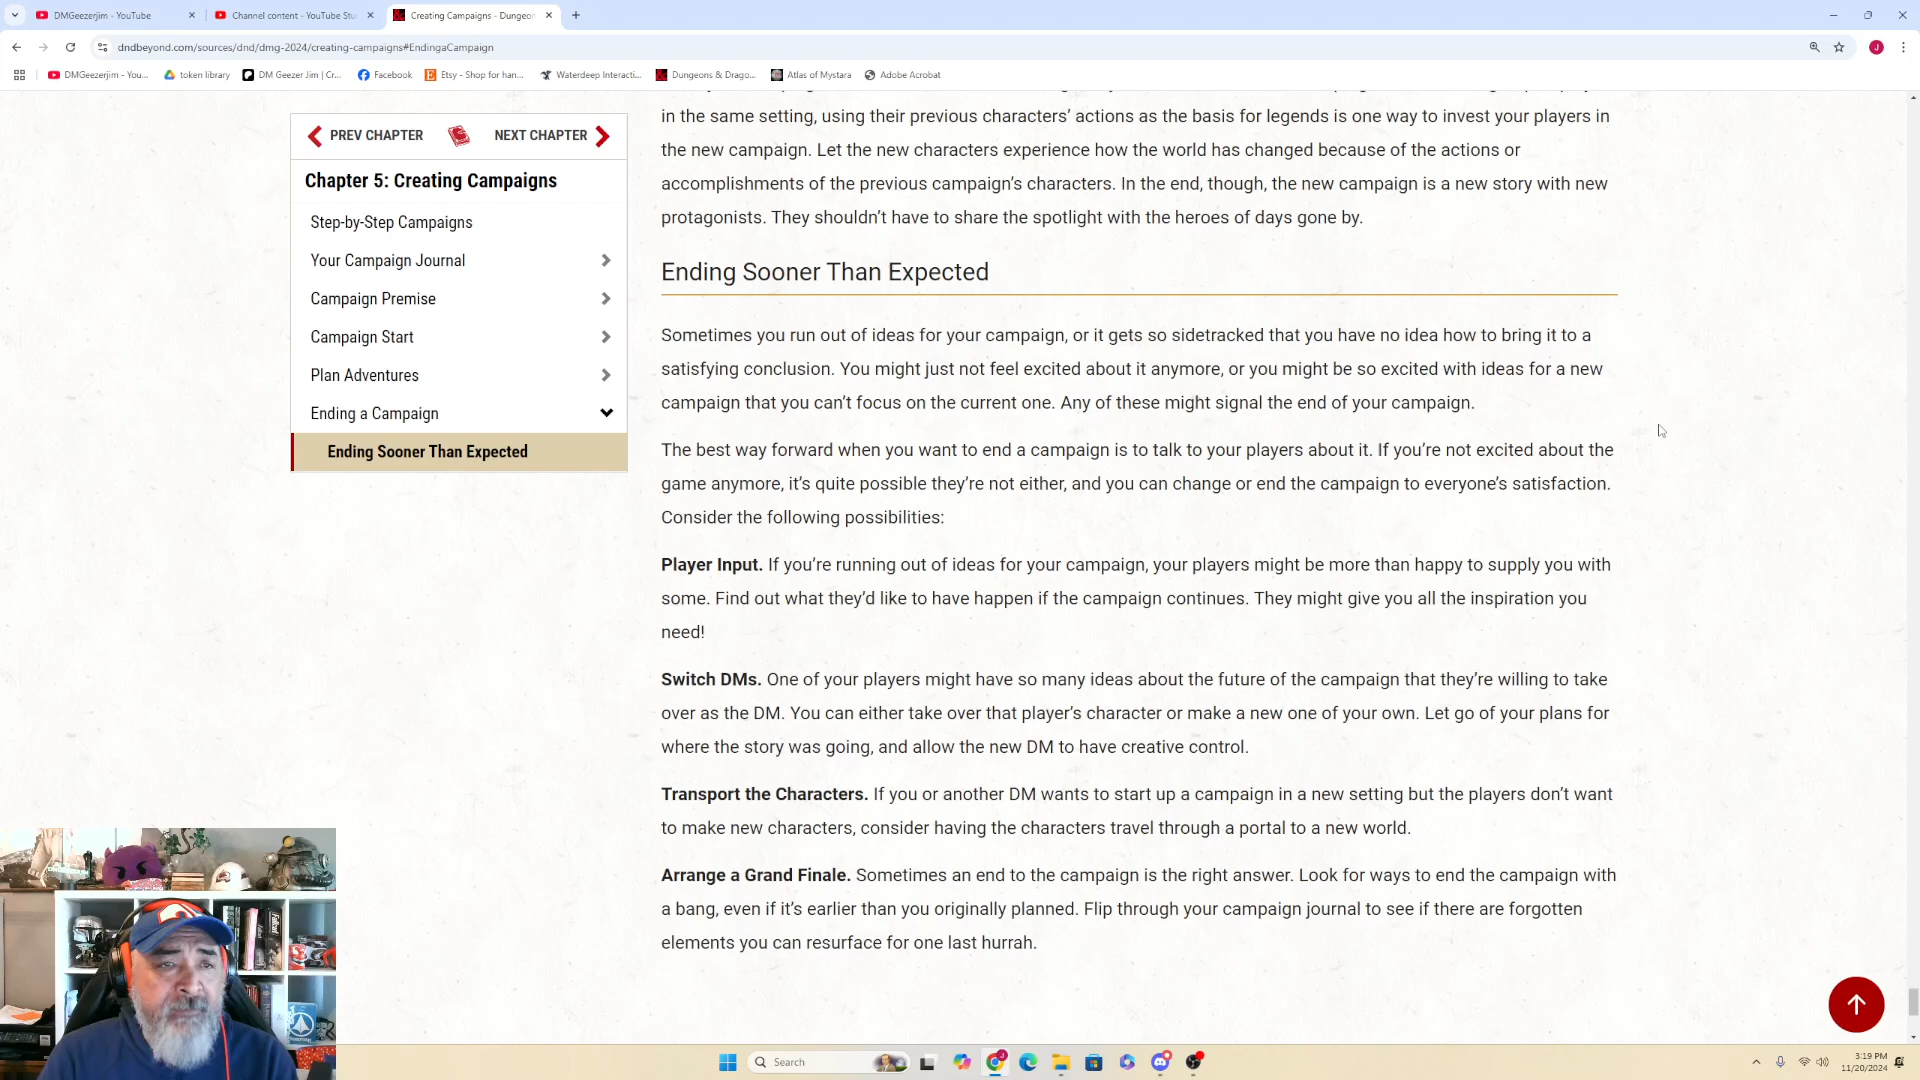 DMGeezerjim - YouTube
Channel content - YouTube Stu
Creating Campaigns - Dungeon
dndbeyond.com/sources/dnd/dmg-2024/creating-campaigns#EndingaCampaign
J
DMGeezerjim - You...
token library
DM Geezer Jim | Cr...
Facebook
Etsy - Shop for han...
Waterdeep Interacti...
Dungeons & Drago...
Atlas of Mystara
Adobe Acrobat
PREV CHAPTER
NEXT CHAPTER
Chapter 5: Creating Campaigns
Step-by-Step Campaigns
Your Campaign Journal
Campaign Premise
Campaign Start
Plan Adventures
Ending a Campaign
Ending Sooner Than Expected
in the same setting, using their previous characters’ actions as the basis for legends is one way to invest your players in
the new campaign. Let the new characters experience how the world has changed because of the actions or
accomplishments of the previous campaign’s characters. In the end, though, the new campaign is a new story with new
protagonists. They shouldn’t have to share the spotlight with the heroes of days gone by.
Ending Sooner Than Expected
Sometimes you run out of ideas for your campaign, or it gets so sidetracked that you have no idea how to bring it to a
satisfying conclusion. You might just not feel excited about it anymore, or you might be so excited with ideas for a new
campaign that you can’t focus on the current one. Any of these might signal the end of your campaign.
The best way forward when you want to end a campaign is to talk to your players about it. If you’re not excited about the
game anymore, it’s quite possible they’re not either, and you can change or end the campaign to everyone’s satisfaction.
Consider the following possibilities:
Player Input. If you’re running out of ideas for your campaign, your players might be more than happy to supply you with
some. Find out what they’d like to have happen if the campaign continues. They might give you all the inspiration you
need!
Switch DMs. One of your players might have so many ideas about the future of the campaign that they’re willing to take
over as the DM. You can either take over that player’s character or make a new one of your own. Let go of your plans for
where the story was going, and allow the new DM to have creative control.
Transport the Characters. If you or another DM wants to start up a campaign in a new setting but the players don’t want
to make new characters, consider having the characters travel through a portal to a new world.
Arrange a Grand Finale. Sometimes an end to the campaign is the right answer. Look for ways to end the campaign with
a bang, even if it’s earlier than you originally planned. Flip through your campaign journal to see if there are forgotten
elements you can resurface for one last hurrah.
Search
3:19 PM
11/20/2024